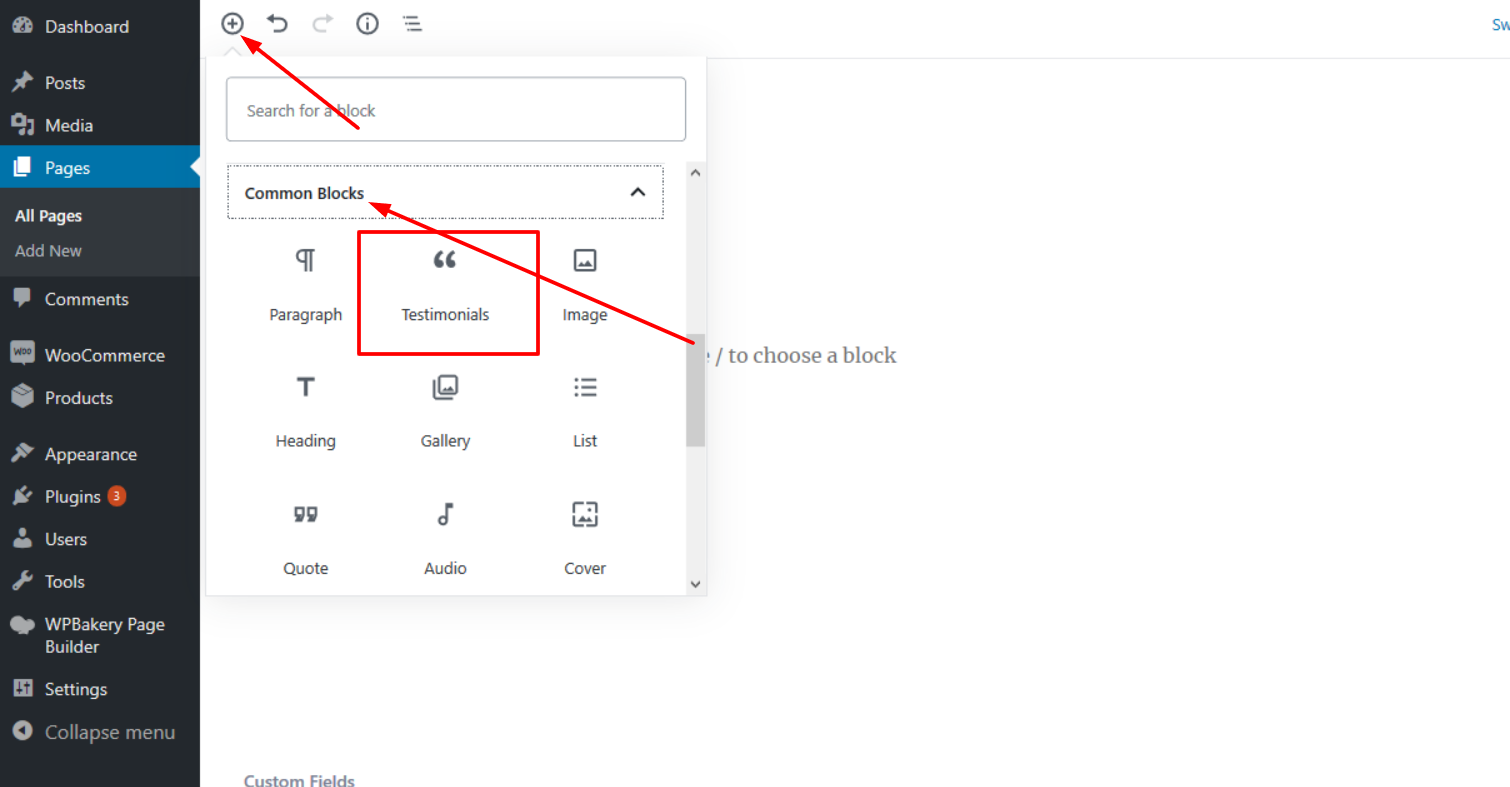 Dashboard
Posts
Media
Pages
All Pages
Add New
Comments
WOO WooCommerce
Products
Appearance
Plugins 3
Users
Tools
WPBakery Page
Builder
Settings
Collapse menu
Search for a block
Common Blocks
Paragraph Testimonials Image
Heading Gallery List
Quote Audio Cover
/ to choose a block
Custom Fields